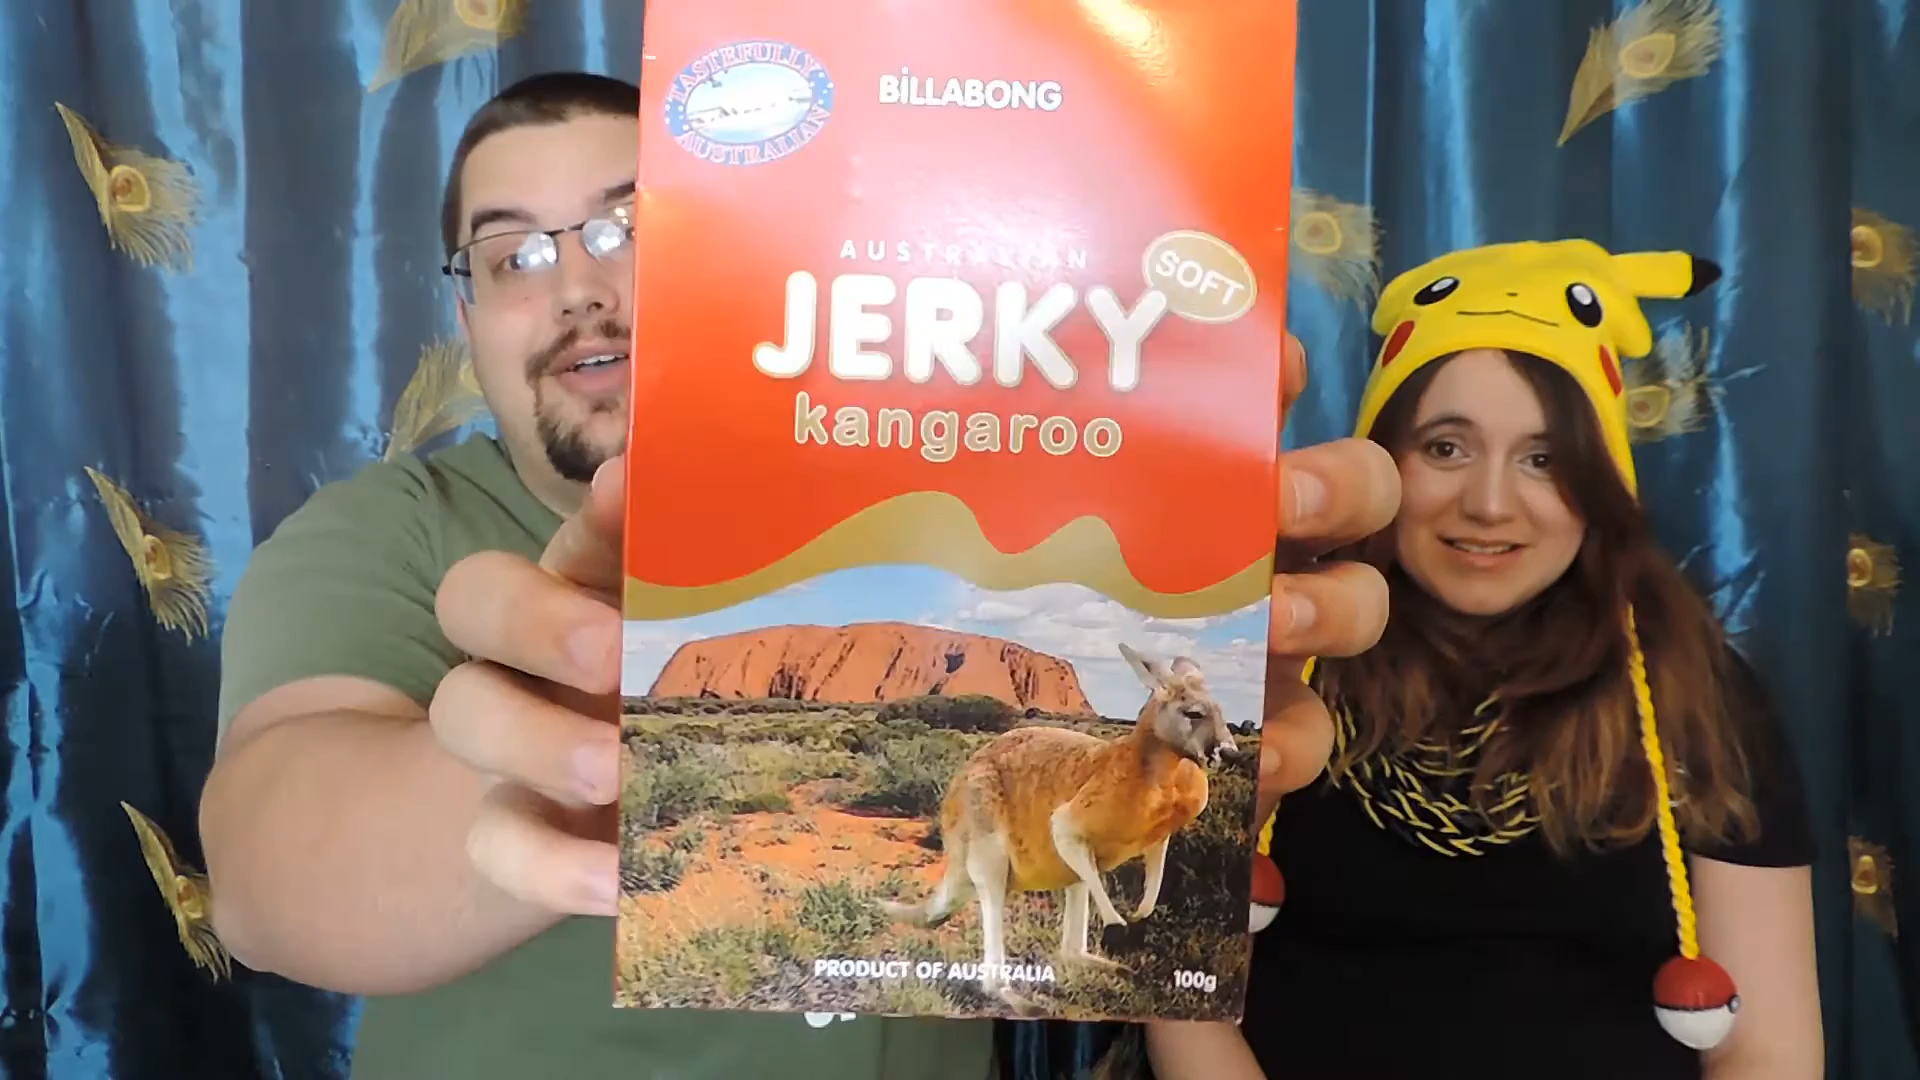 TASTEFULLY
AUSTRALIAN
BiLLABONG
AUSTRALIAN
SOFT
JERKY
kangaroo
PRODUCT OF AUSTRALIA
100g